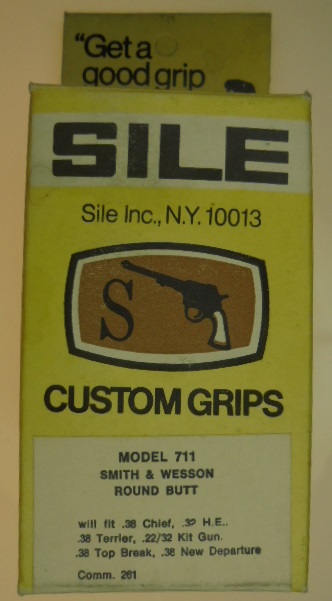 "Get a
good grip
SILE
Sile Inc., N.Y. 10013
S
CUSTOM GRIPS
MODEL 711
SMITH & WESSON
ROUND BUTT
will fit .38 Chief, .32 H.E..
.38 Terrier, .22/32 Kit Gun.
.38 Top Break, .38 New Departure
Comm. 261